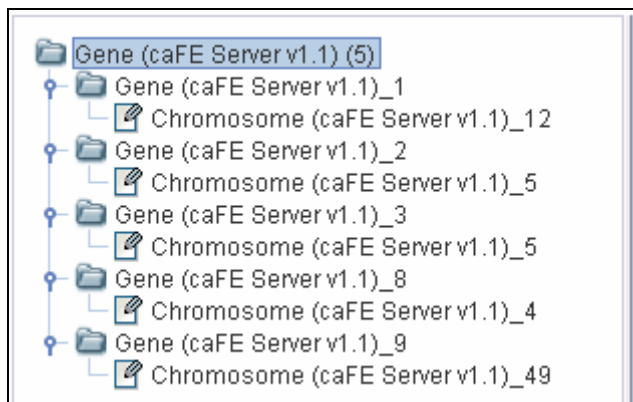 Gene (caFE Server v1.1) (5)
Gene (caFE Server v1.1)_1
Chromosome (caFE Server v1.1)_12
Gene (caFE Server v1.1)_2
Chromosome (caFE Server v1.1)_5
Gene (caFE Server v1.1)_3
Chromosome (caFE Server v1.1)_5
Gene (caFE Server v1.1)_8
Chromosome (caFE Server v1.1)_4
Gene (caFE Server v1.1)_9
Chromosome (caFE Server v1.1)_49